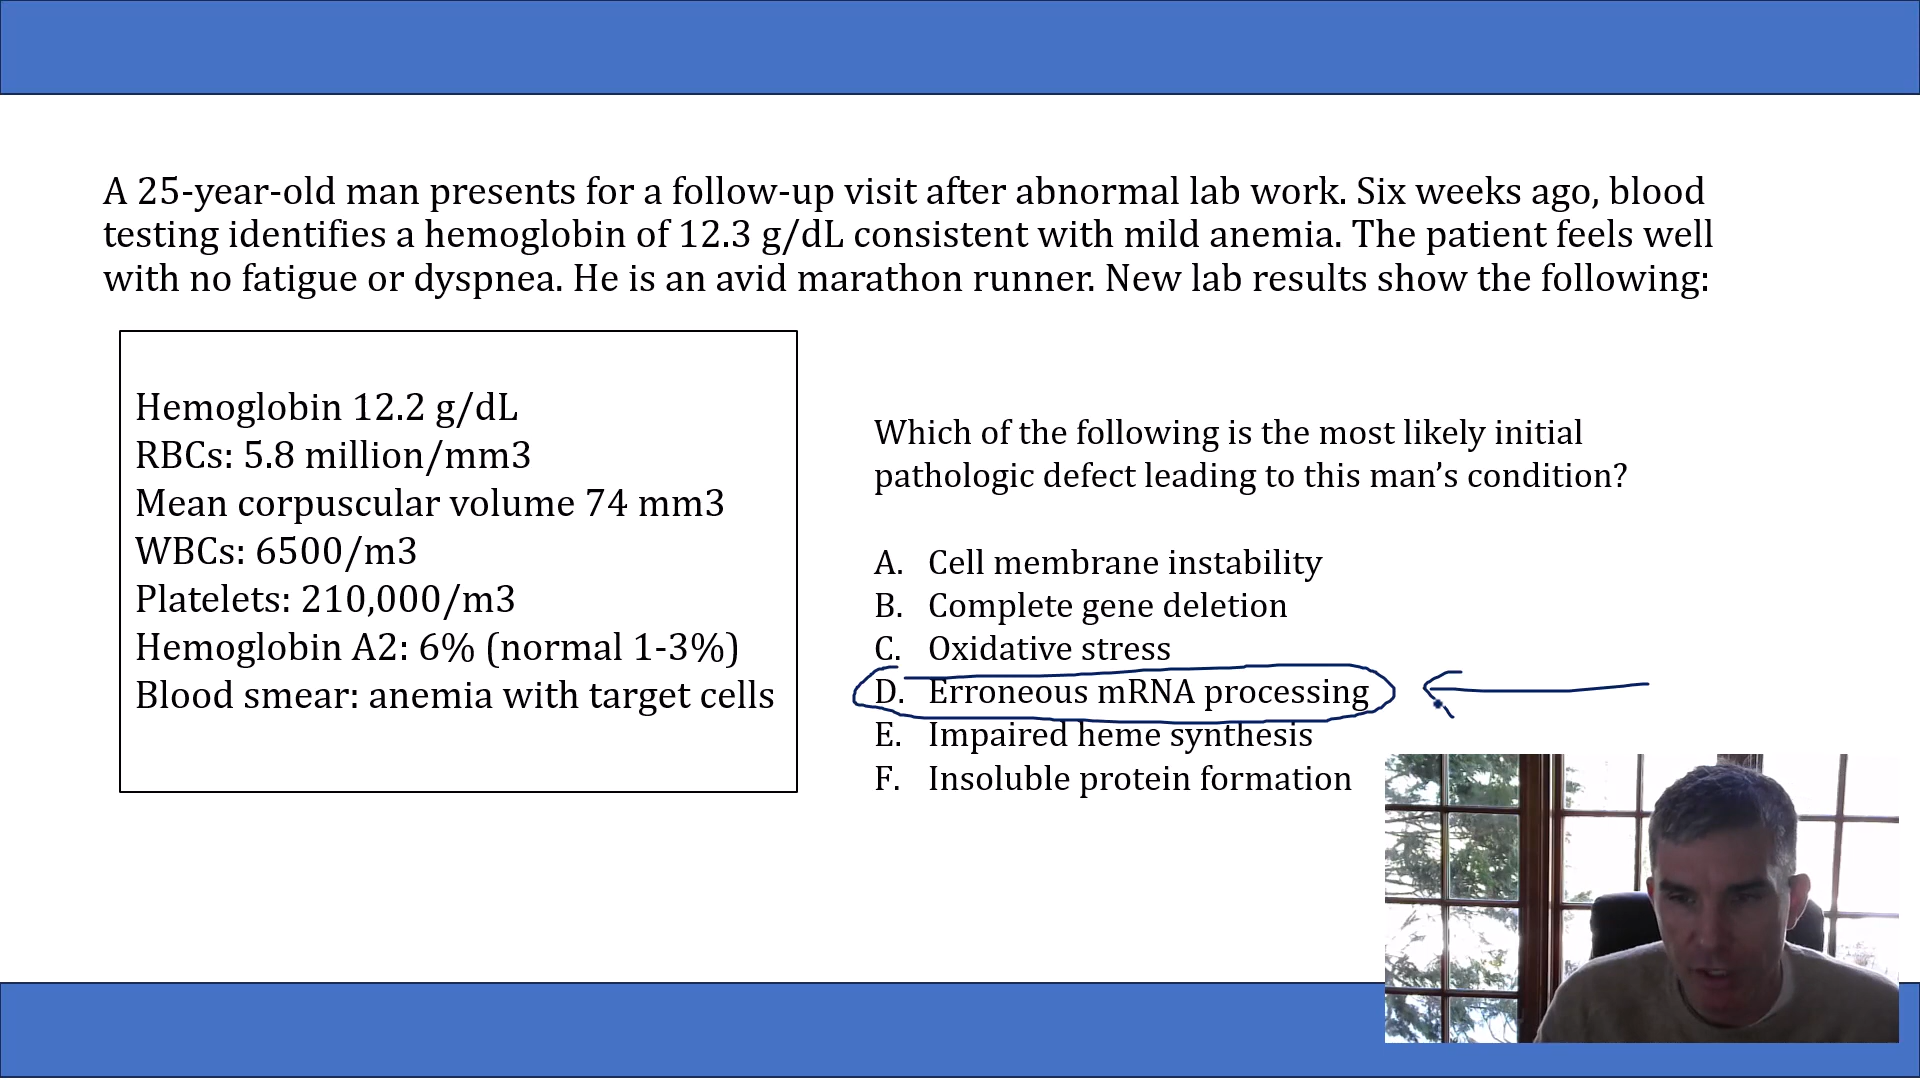 A 25-year-old man presents for a follow-up visit after abnormal lab work. Six weeks ago, blood
testing identifies a hemoglobin of 12.3 g/dL consistent with mild anemia. The patient feels well
with no fatigue or dyspnea. He is an avid marathon runner. New lab results show the following:
Hemoglobin 12.2 g/dL
RBCs: 5.8 million/mm3
Mean corpuscular volume 74 mm3
WBCs: 6500/m3
Platelets: 210,000/m3
Hemoglobin A2: 6% (normal 1-3%)
Blood smear: anemia with target cells
Which of the following is the most likely initial
pathologic defect leading to this man’s condition?
A. Cell membrane instability
B. Complete gene deletion
C. Oxidative stress
D. Erroneous mRNA processing
E. Impaired heme synthesis
F. Insoluble protein formation